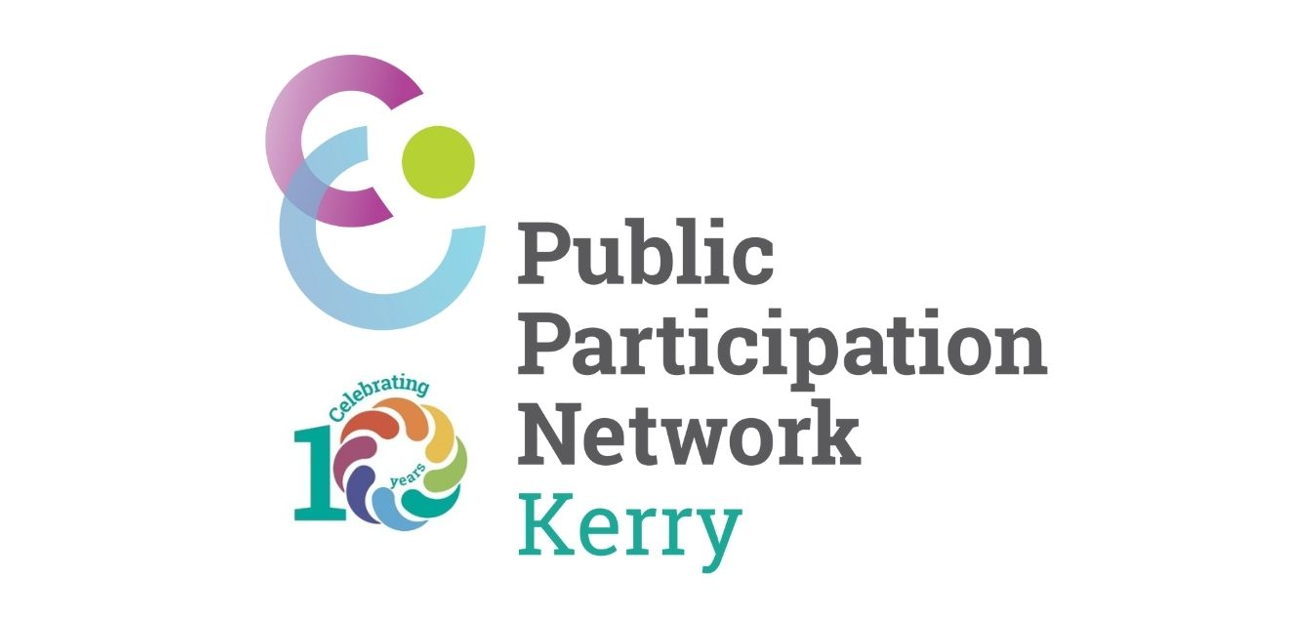 Public
Participation
Network
Kerry
Celebrating
10
years